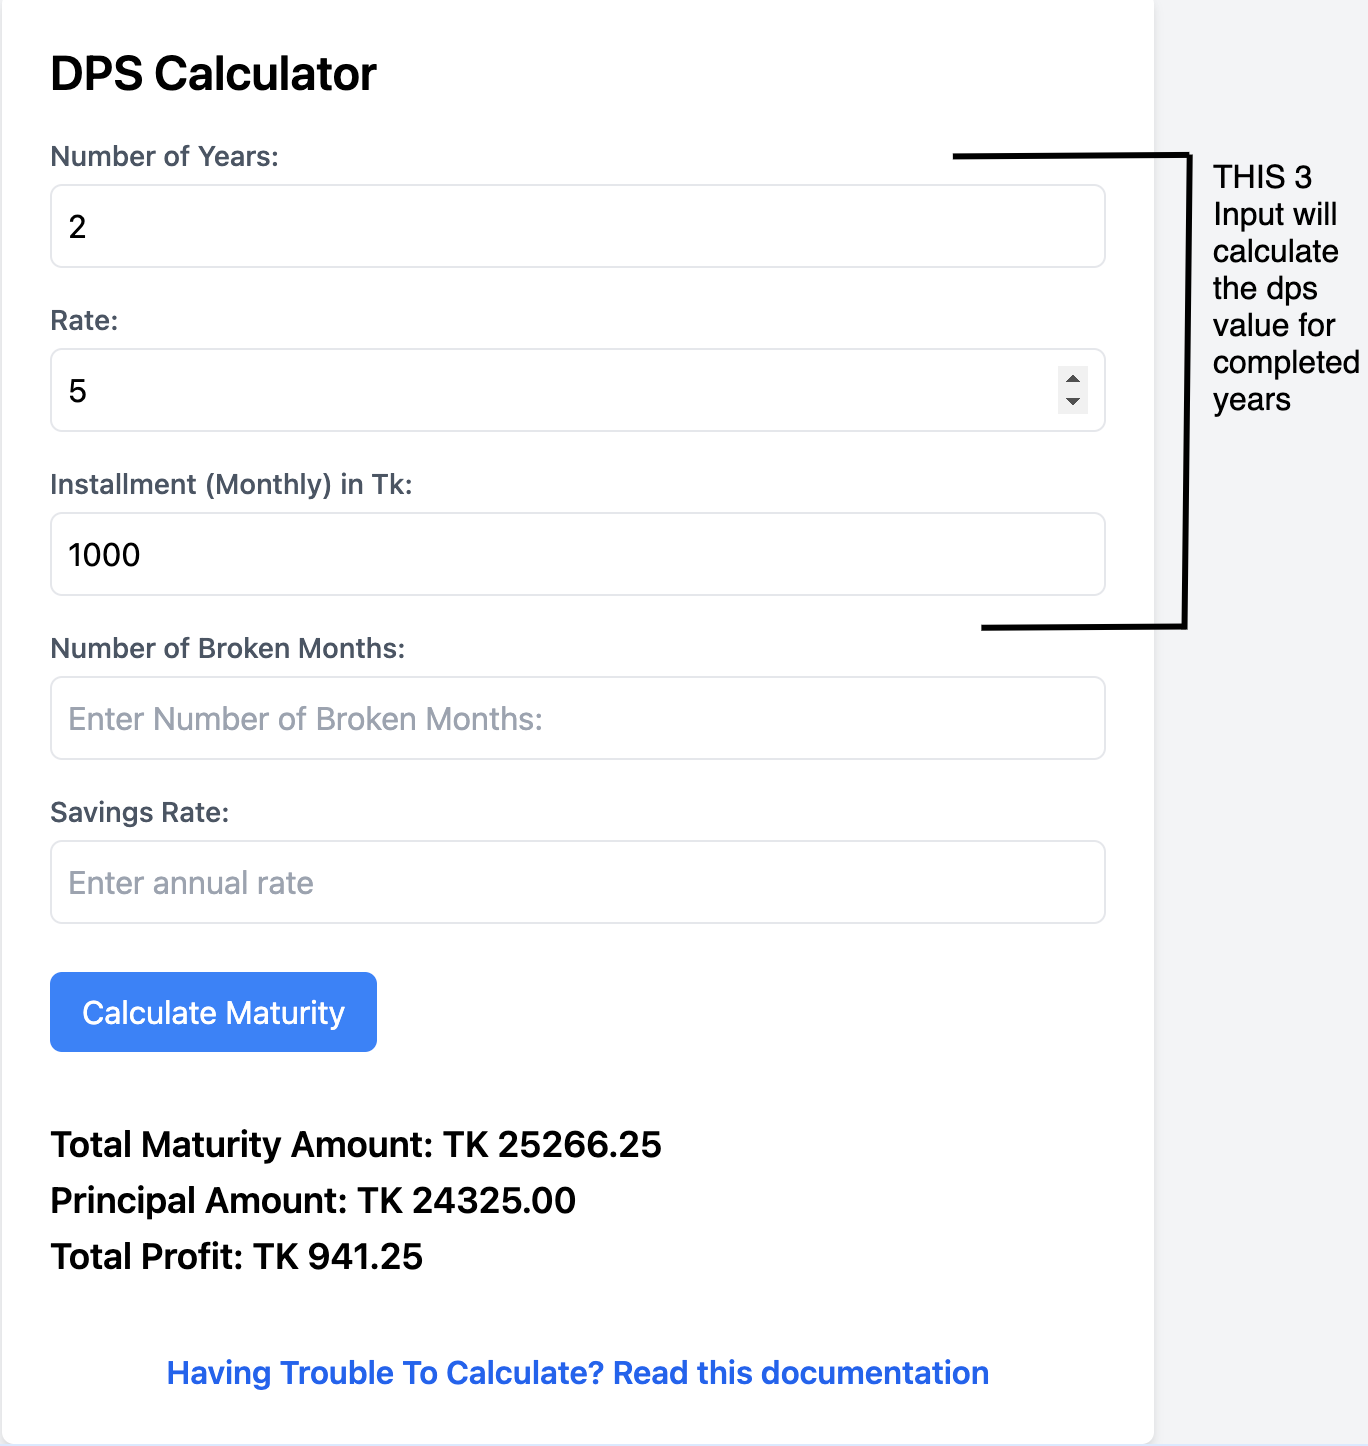 DPS Calculator
Number of Years:
2
Rate:
5
Installment (Monthly) in Tk:
1000
Number of Broken Months:
Enter Number of Broken Months:
Savings Rate:
Enter annual rate
Calculate Maturity
Total Maturity Amount: TK 25266.25
Principal Amount: TK 24325.00
Total Profit: TK 941.25
Having Trouble To Calculate? Read this documentation
THIS 3
Input will
calculate
the dps
value for
completed
years